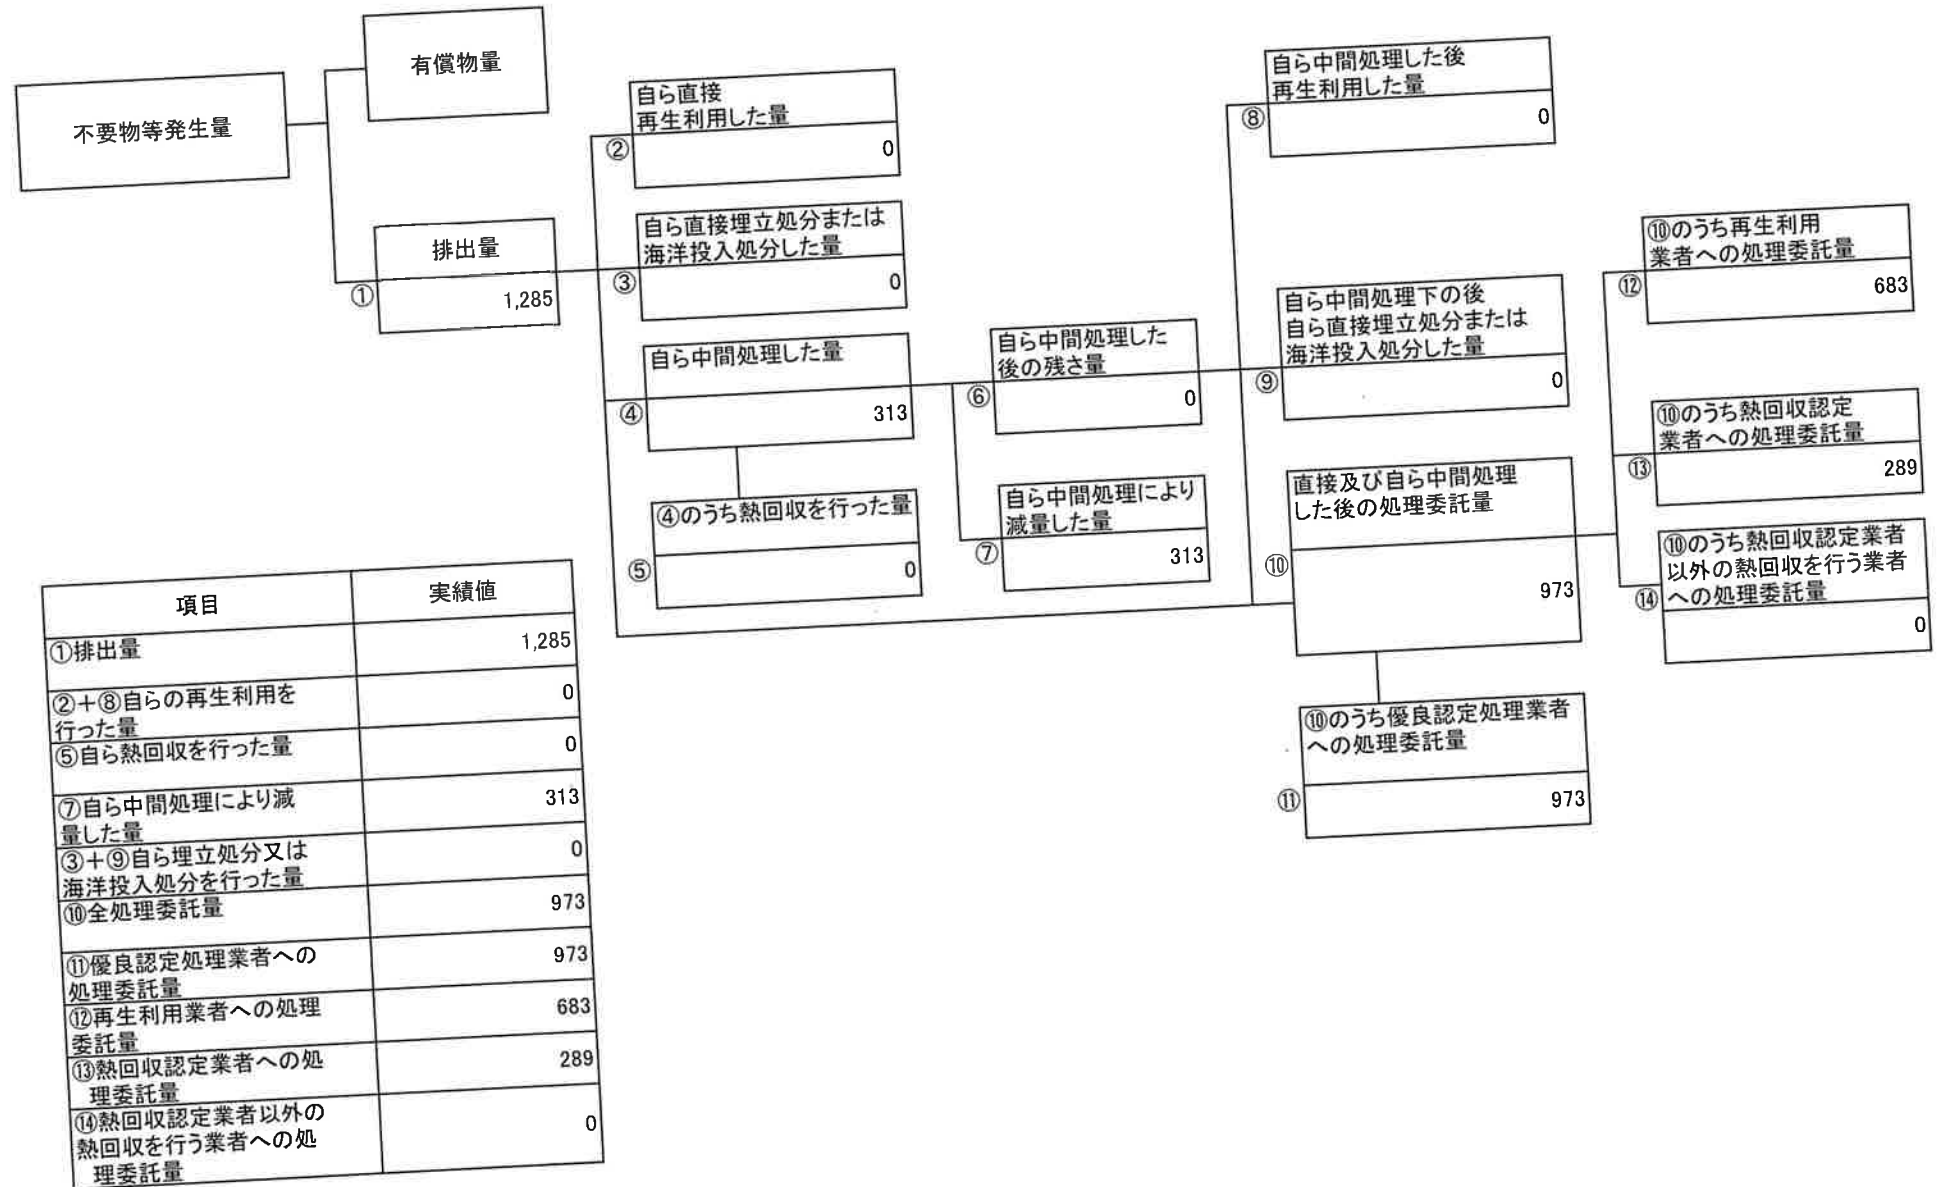 不要物等発生量
有償物量
排出量
①
1,285
自ら直接
再生利用した量
②
0
自ら直接埋立処分または
海洋投入処分した量
③
0
自ら中間処理した量
④
313
④のうち熱回収を行った量
⑤
0
自ら中間処理した
後の残さ量
⑥
0
自ら中間処理により
減量した量
⑦
313
自ら中間処理した後
再生利用した量
⑧
0
自ら中間処理下の後
自ら直接埋立処分または
海洋投入処分した量
⑨
0
直接及び自ら中間処理
した後の処理委託量
⑩
973
⑩のうち優良認定処理業者
への処理委託量
⑪
973
⑩のうち再生利用
業者への処理委託量
⑫
683
⑩のうち熱回収認定
業者への処理委託量
⑬
289
⑩のうち熱回収認定業者
以外の熱回収を行う業者
への処理委託量
⑭
0
項目 実績値
①排出量 1,285
②＋⑧自らの再生利用を
行った量 0
⑤自ら熱回収を行った量 0
⑦自ら中間処理により減
量した量 313
③＋⑨自ら埋立処分又は
海洋投入処分を行った量 0
⑩全処理委託量 973
⑪優良認定処理業者への
処理委託量 973
⑫再生利用業者への処理
委託量 683
⑬熱回収認定業者への処
理委託量 289
⑭熱回収認定業者以外の
熱回収を行う業者への処
理委託量 0